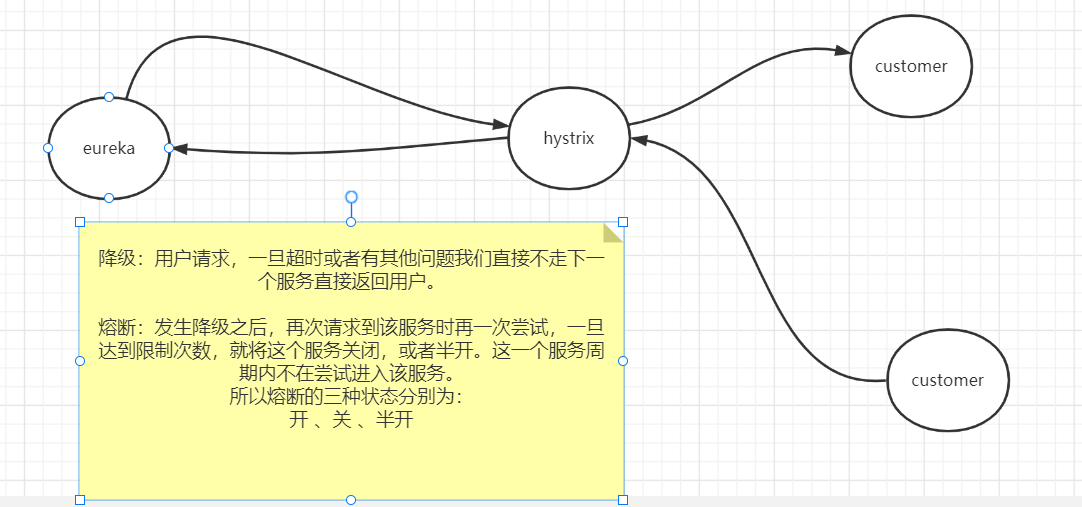 customer
eureka
hystrix
降级：用户请求，一旦超时或者有其他问题我们直接不走下一
个服务直接返回用户。
熔断：发生降级之后，再次请求到该服务时再一次尝试，一旦
达到限制次数，就将这个服务关闭，或者半开。这一个服务周
期内不在尝试进入该服务。
所以熔断的三种状态分别为：
开 、关 、半开
customer